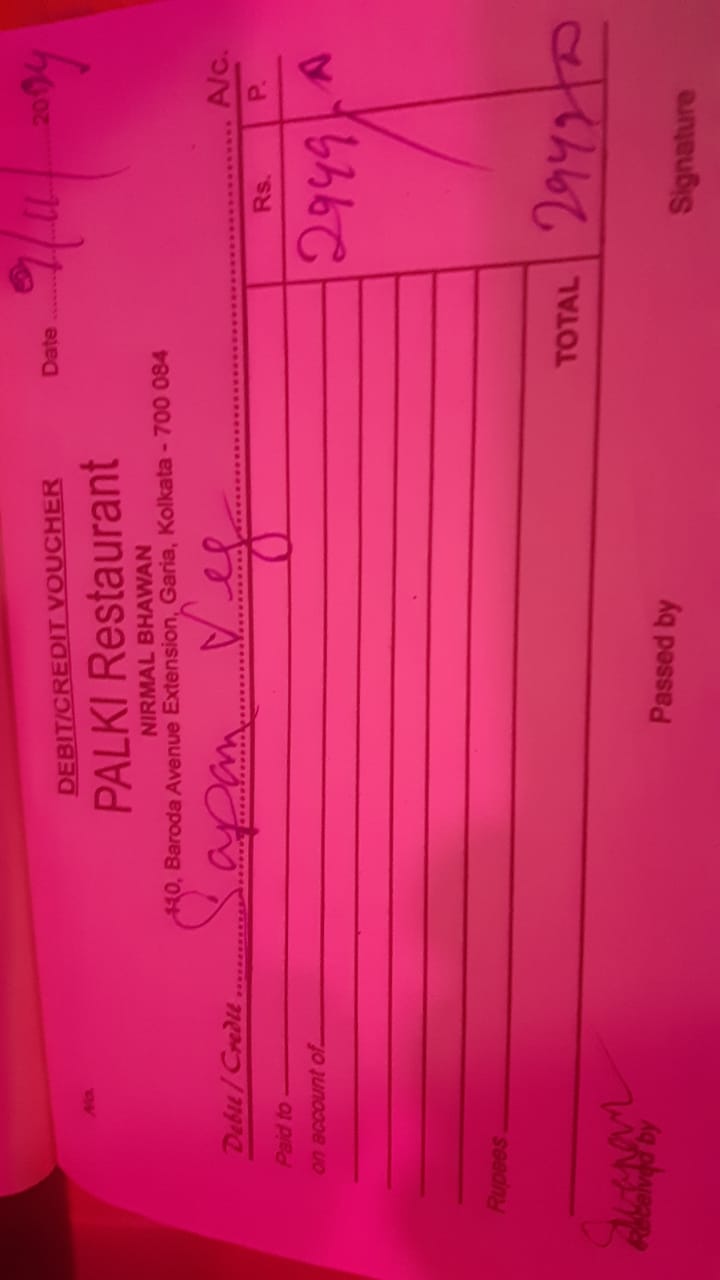 No.
DEBIT/CREDIT VOUCHER
Date 9/11/2024
PALKI Restaurant
NIRMAL BHAWAN
110, Baroda Avenue Extension, Garia, Kolkata - 700 084
Debit / Credit Sapan Veg A/c.
Rs. P.
Paid to
on account of 2949
Rupees
TOTAL 2949
Received by Passed by Signature